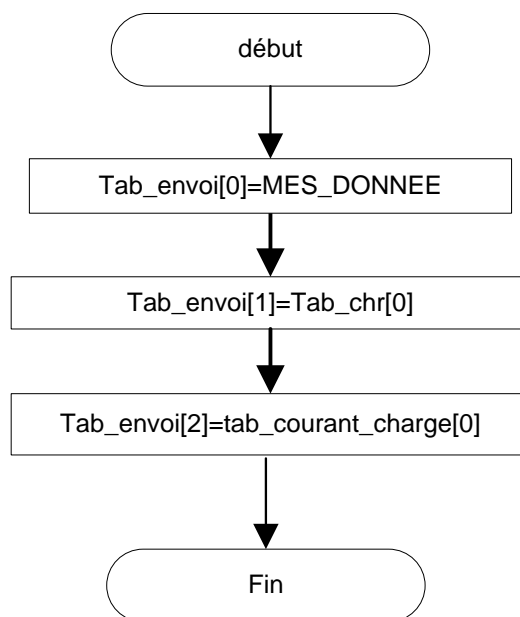 début
Tab_envoi[0]=MES_DONNEE
Tab_envoi[1]=Tab_chr[0]
Tab_envoi[2]=tab_courant_charge[0]
Fin